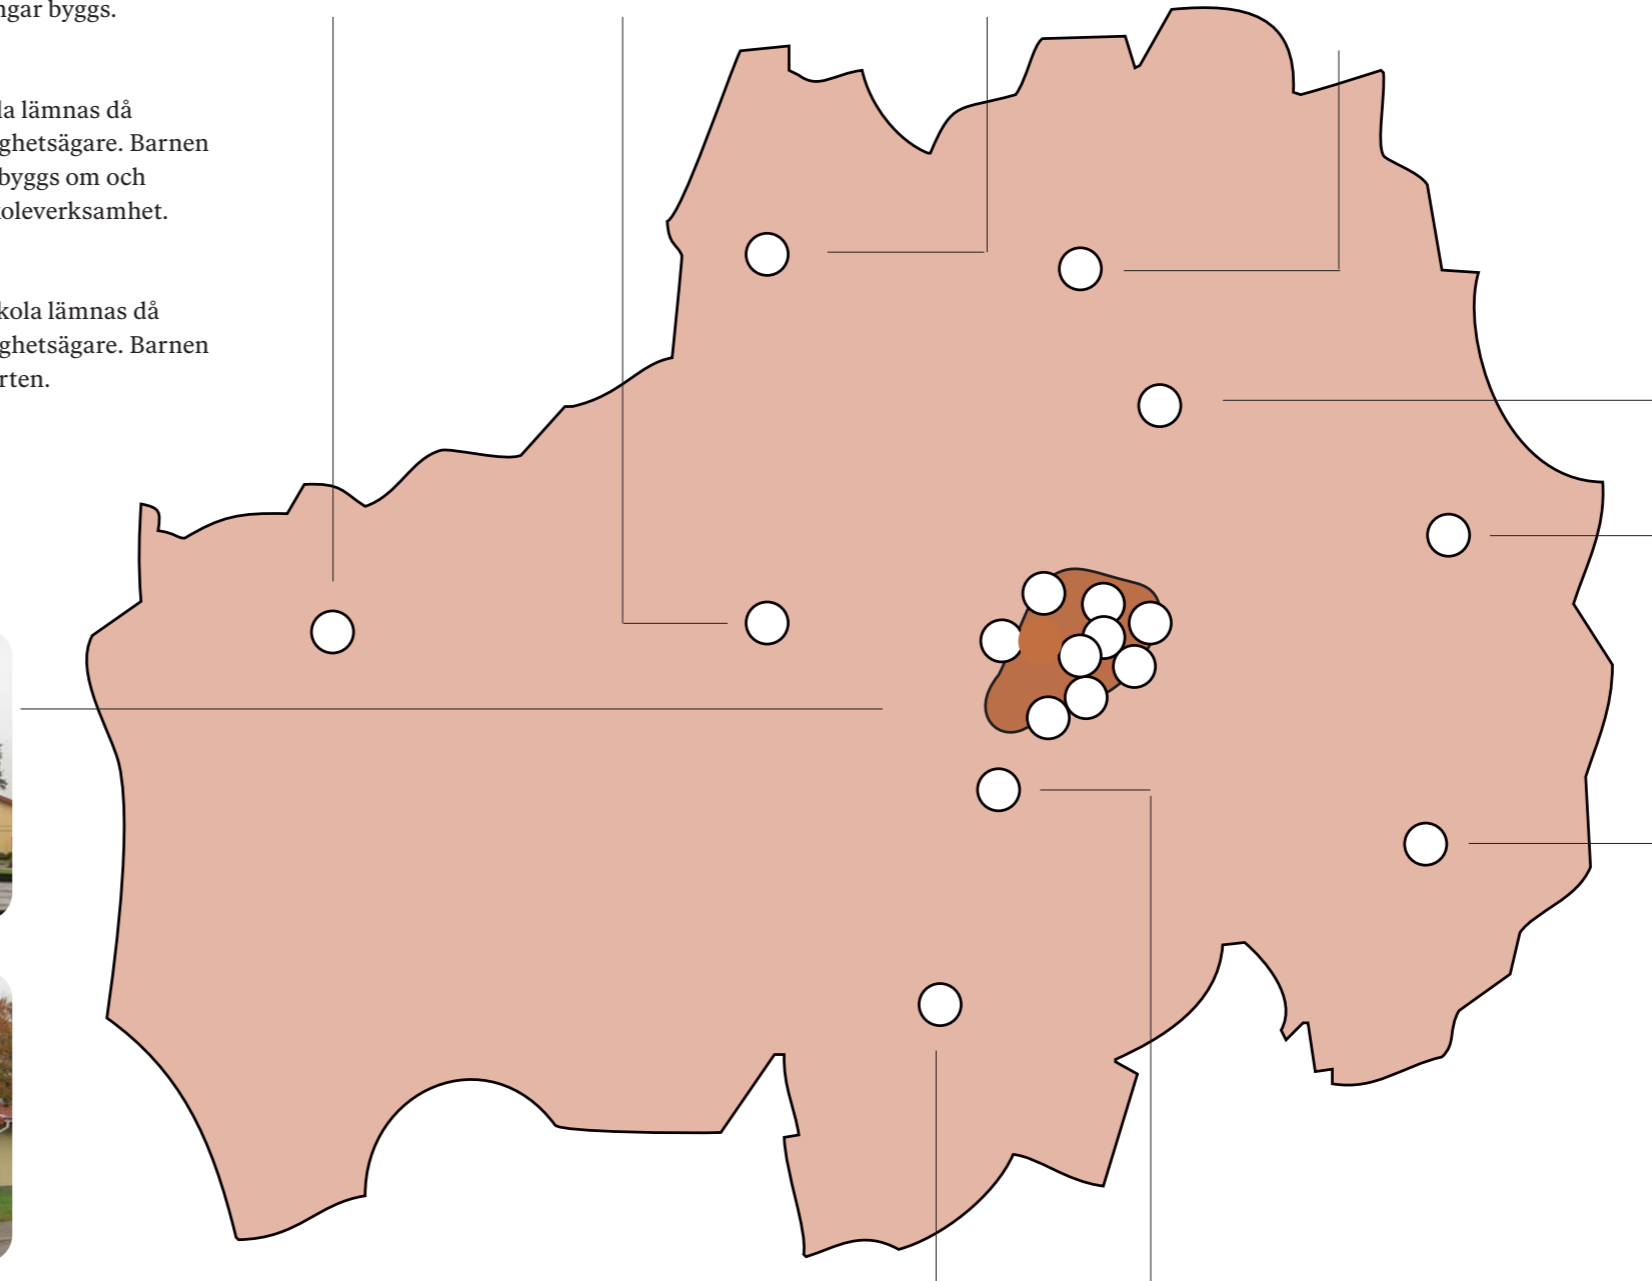 ngar byggs.
la lämnas då
ghetsägare. Barnen
byggs om och
oleverksamhet.
kola lämnas då
ghetsägare. Barnen
rten.